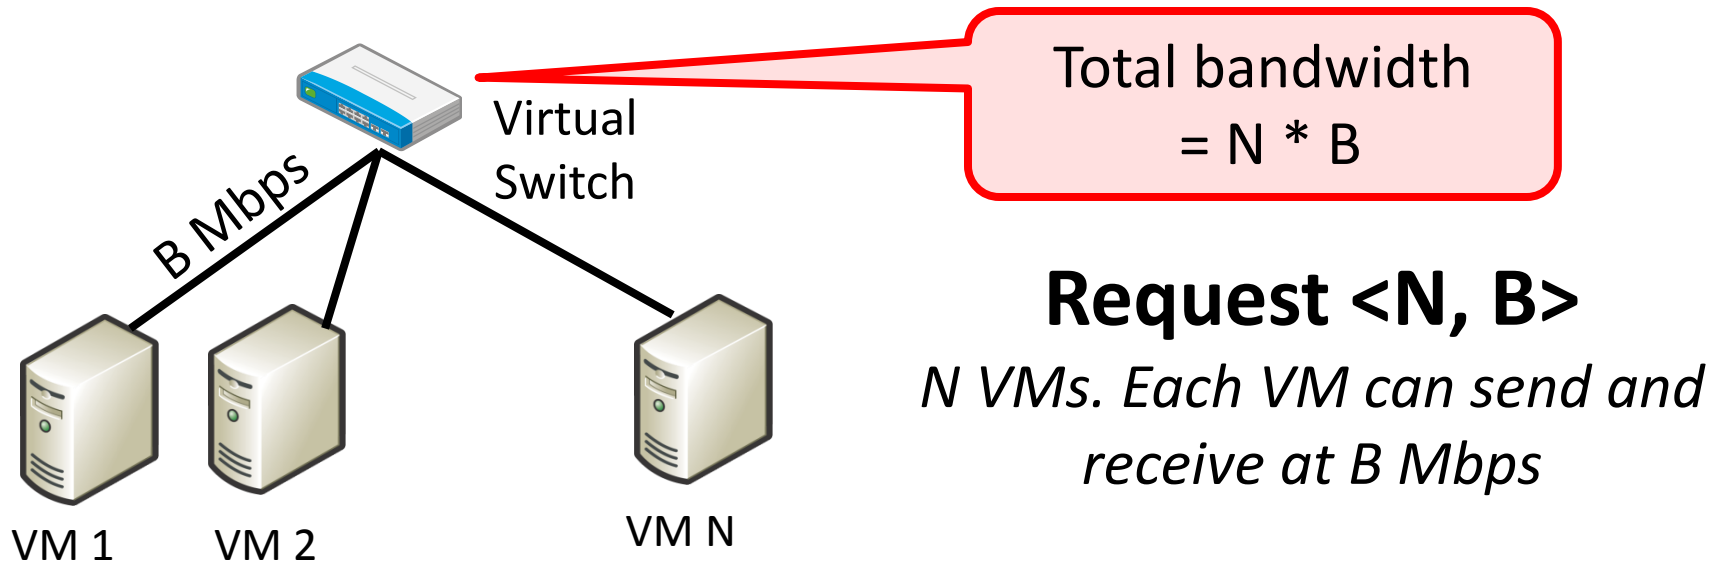 Total bandwidth
= N * B
Virtual
Switch
B Mbps
Request <N, B>
N VMs. Each VM can send and
receive at B Mbps
VM 1
VM 2
VM N